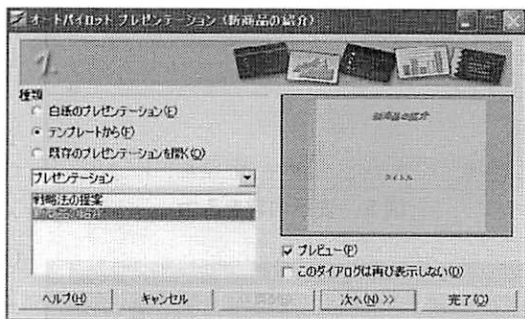 オートパイロット プレゼンテーション（新商品の紹介）
1.
種類
白紙のプレゼンテーション(E)
テンプレートから(F)
既存のプレゼンテーションを開く(O)
プレゼンテーション
戦略法の提案
新商品の紹介
タイトル
プレビュー(P)
このダイアログは再び表示しない(D)
ヘルプ(H)
キャンセル
次へ(N) >>
完了(C)